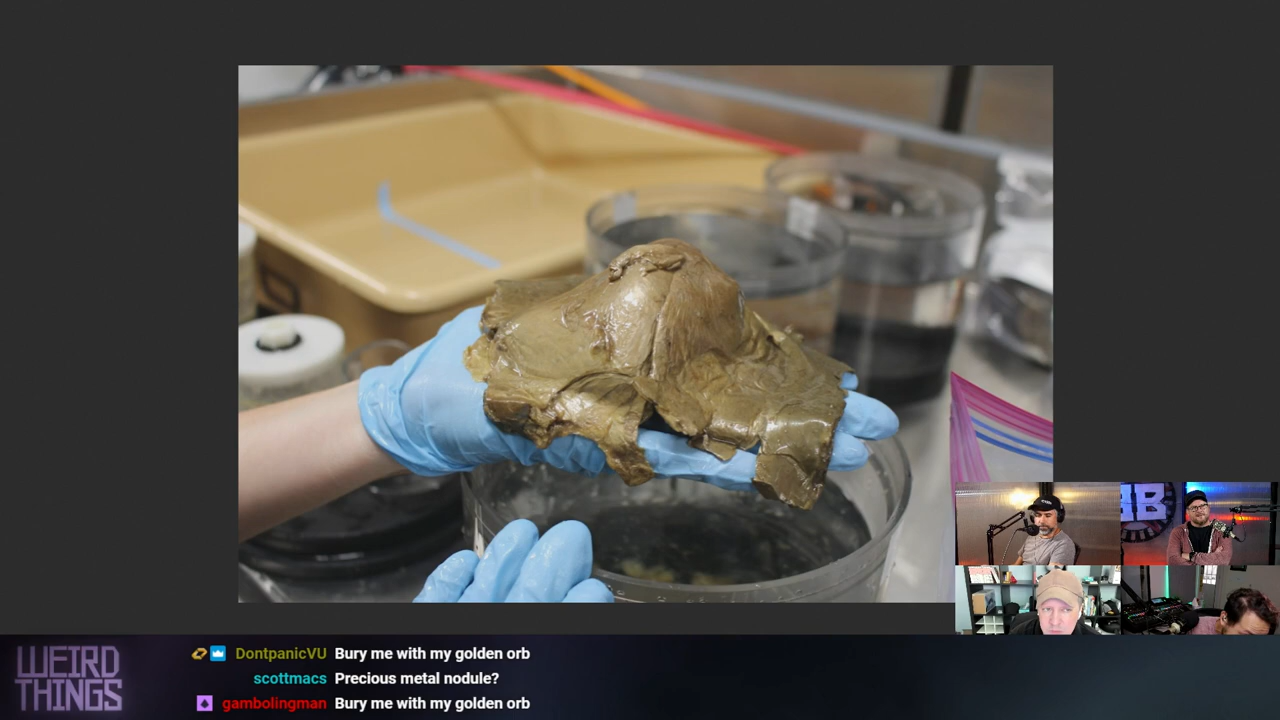 WEIRD
THINGS
DontpanicVU Bury me with my golden orb
scottmacs Precious metal nodule?
gambolingman Bury me with my golden orb